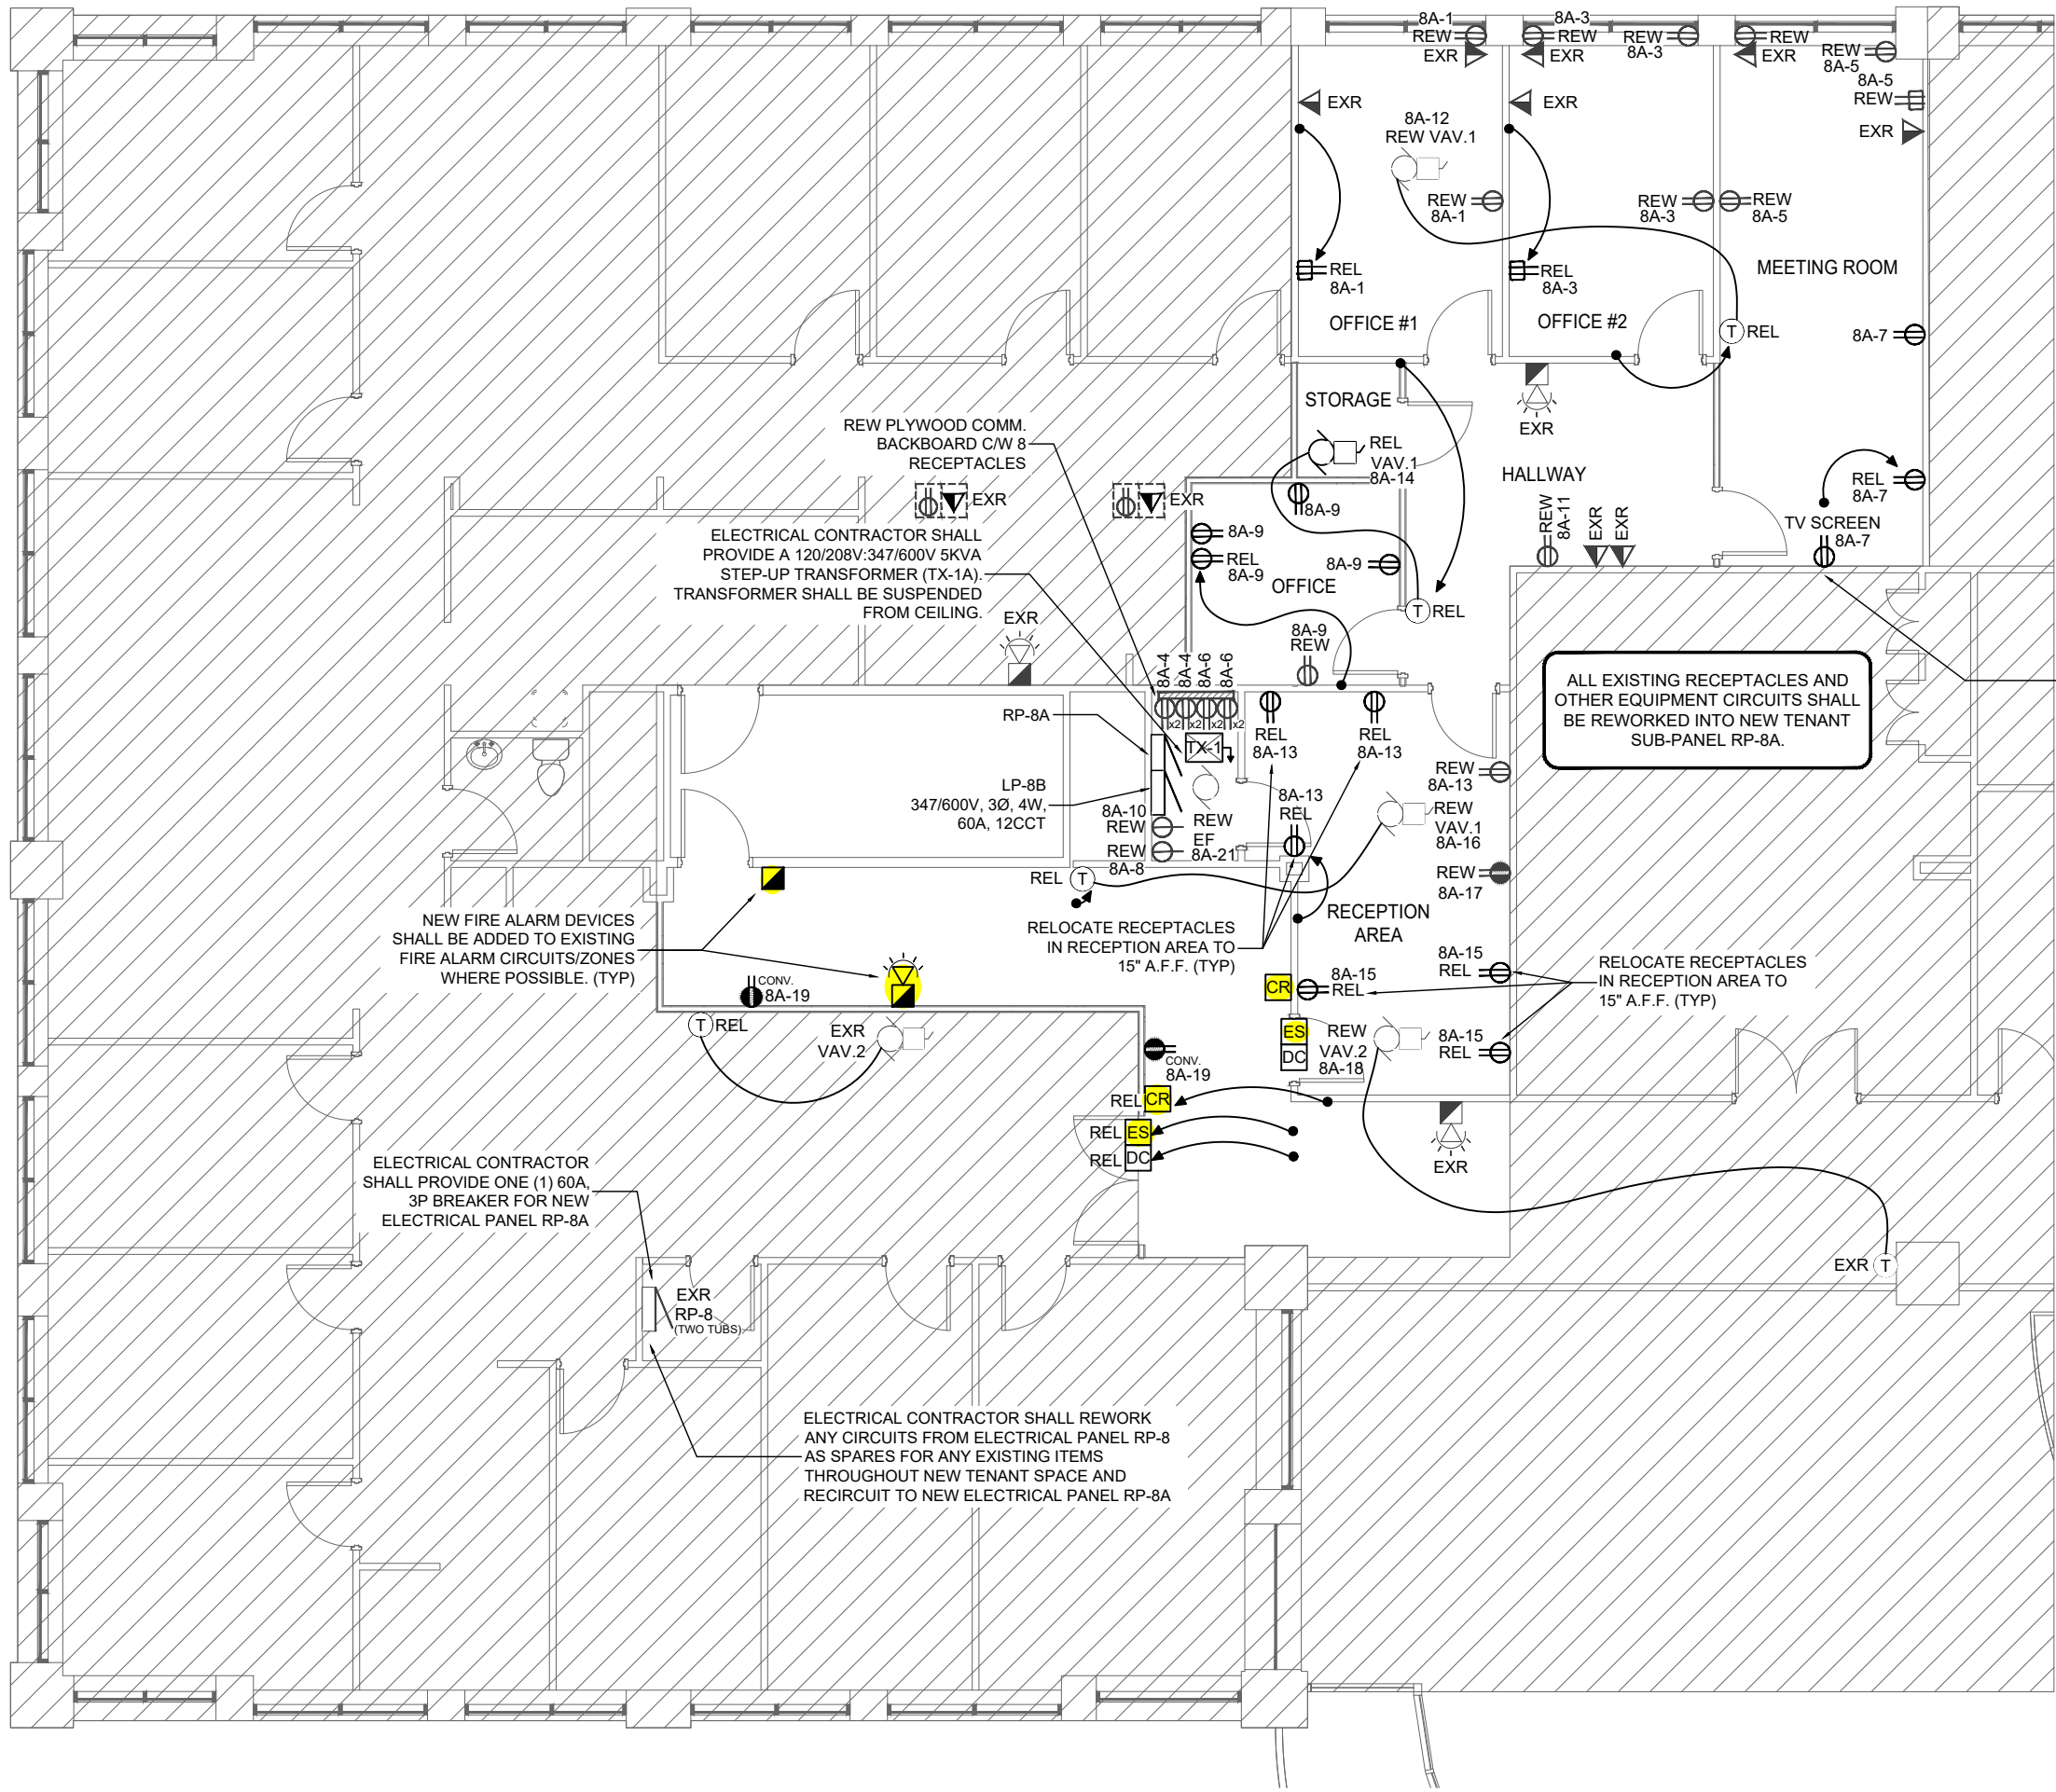 8A-1
REW
EXR
8A-3
REW
EXR
REW
8A-3
REW
EXR
REW
8A-5
8A-5
REW
EXR
EXR
EXR
8A-12
REW VAV.1
REW
8A-1
REW
8A-3
REW
8A-5
REL
8A-1
REL
8A-3
MEETING ROOM
OFFICE #1
OFFICE #2
T REL
8A-7
STORAGE
EXR
REW PLYWOOD COMM.
BACKBOARD C/W 8
RECEPTACLES
REL
VAV.1
8A-14
HALLWAY
REL
8A-7
EXR
EXR
8A-9
REW
8A-11
EXR
EXR
TV SCREEN
8A-7
ELECTRICAL CONTRACTOR SHALL
PROVIDE A 120/208V:347/600V 5KVA
STEP-UP TRANSFORMER (TX-1A).
TRANSFORMER SHALL BE SUSPENDED
FROM CEILING.
8A-9
REL
8A-9
8A-9
OFFICE
T REL
EXR
8A-9
REW
8A-4
8A-4
8A-6
8A-6
x2
x2
x2
x2
ALL EXISTING RECEPTACLES AND
OTHER EQUIPMENT CIRCUITS SHALL
BE REWORKED INTO NEW TENANT
SUB-PANEL RP-8A.
RP-8A
TX-1
REL
8A-13
REL
8A-13
REW
8A-13
LP-8B
347/600V, 3Ø, 4W,
60A, 12CCT
8A-10
REW
REW
8A-8
REW
EF
8A-21
8A-13
REL
REW
VAV.1
8A-16
REW
8A-17
REL T
RECEPTION
AREA
NEW FIRE ALARM DEVICES
SHALL BE ADDED TO EXISTING
FIRE ALARM CIRCUITS/ZONES
WHERE POSSIBLE. (TYP)
RELOCATE RECEPTACLES
IN RECEPTION AREA TO
15" A.F.F. (TYP)
8A-15
REL
RELOCATE RECEPTACLES
IN RECEPTION AREA TO
15" A.F.F. (TYP)
CONV.
8A-19
CR
8A-15
REL
T REL
EXR
VAV.2
ES
DC
REW
VAV.2
8A-18
8A-15
REL
CONV.
8A-19
REL CR
REL ES
REL DC
EXR
ELECTRICAL CONTRACTOR
SHALL PROVIDE ONE (1) 60A,
3P BREAKER FOR NEW
ELECTRICAL PANEL RP-8A
EXR T
EXR
RP-8
(TWO TUBS)
ELECTRICAL CONTRACTOR SHALL REWORK
ANY CIRCUITS FROM ELECTRICAL PANEL RP-8
AS SPARES FOR ANY EXISTING ITEMS
THROUGHOUT NEW TENANT SPACE AND
RECIRCUIT TO NEW ELECTRICAL PANEL RP-8A